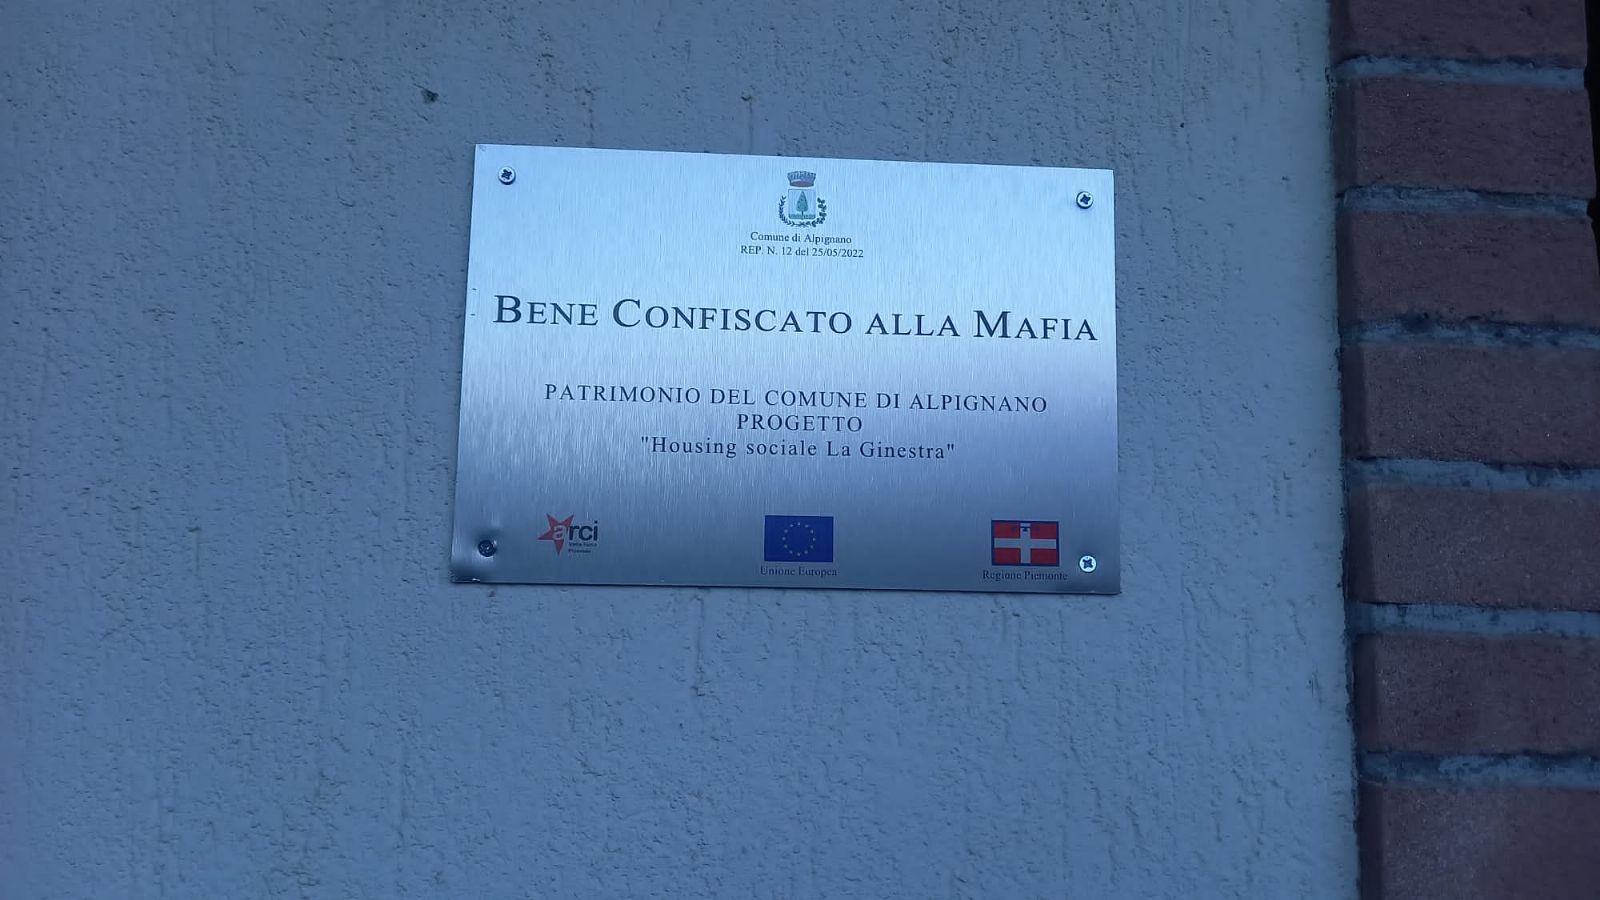 Comune di Alpignano
REP. N. 12 del 25/05/2022
BENE CONFISCATO ALLA MAFIA
PATRIMONIO DEL COMUNE DI ALPIGNANO
PROGETTO
"Housing sociale La Ginestra"
arci
Unione Europea
Regione Piemonte